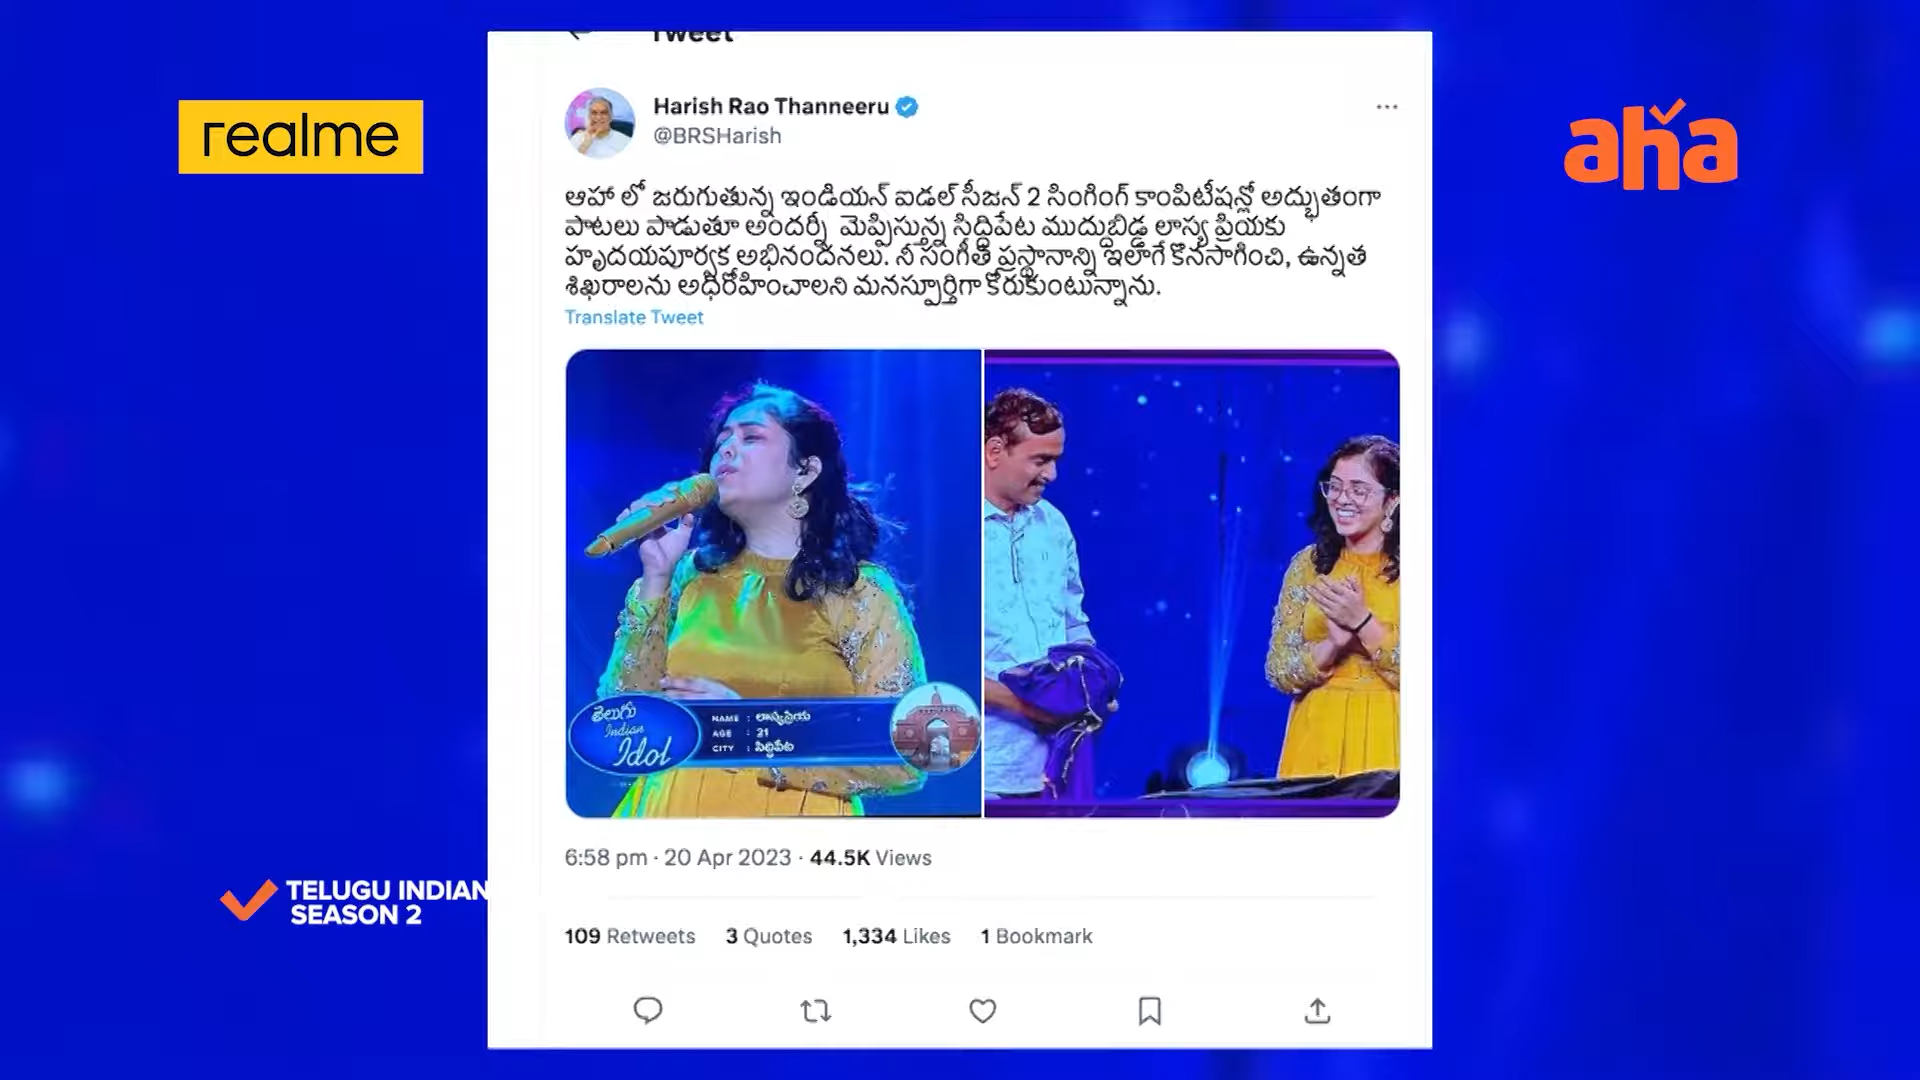 Tweet
realme
aha
Harish Rao Thanneeru
@BRSHarish
ఆహా లో జరుగుతున్న ఇండియన్ ఐడల్ సీజన్ 2 సింగింగ్ కాంపిటీషన్లో అద్భుతంగా
పాటలు పాడుతూ అందర్నీ మెప్పిస్తున్న సిద్దిపేట ముద్దుబిడ్డ లాస్య ప్రియకు
హృదయపూర్వక అభినందనలు. నీ సంగీత ప్రస్థానాన్ని ఇలాగే కొనసాగించి, ఉన్నత
శిఖరాలను అధిరోహించాలని మనస్పూర్తిగా కోరుకుంటున్నాను.
Translate Tweet
తెలుగు
Indian
Idol
NAME : లాస్యప్రియ
AGE : 21
CITY : సిద్దిపేట
6:58 pm · 20 Apr 2023 · 44.5K Views
TELUGU INDIAN
SEASON 2
109 Retweets 3 Quotes 1,334 Likes 1 Bookmark